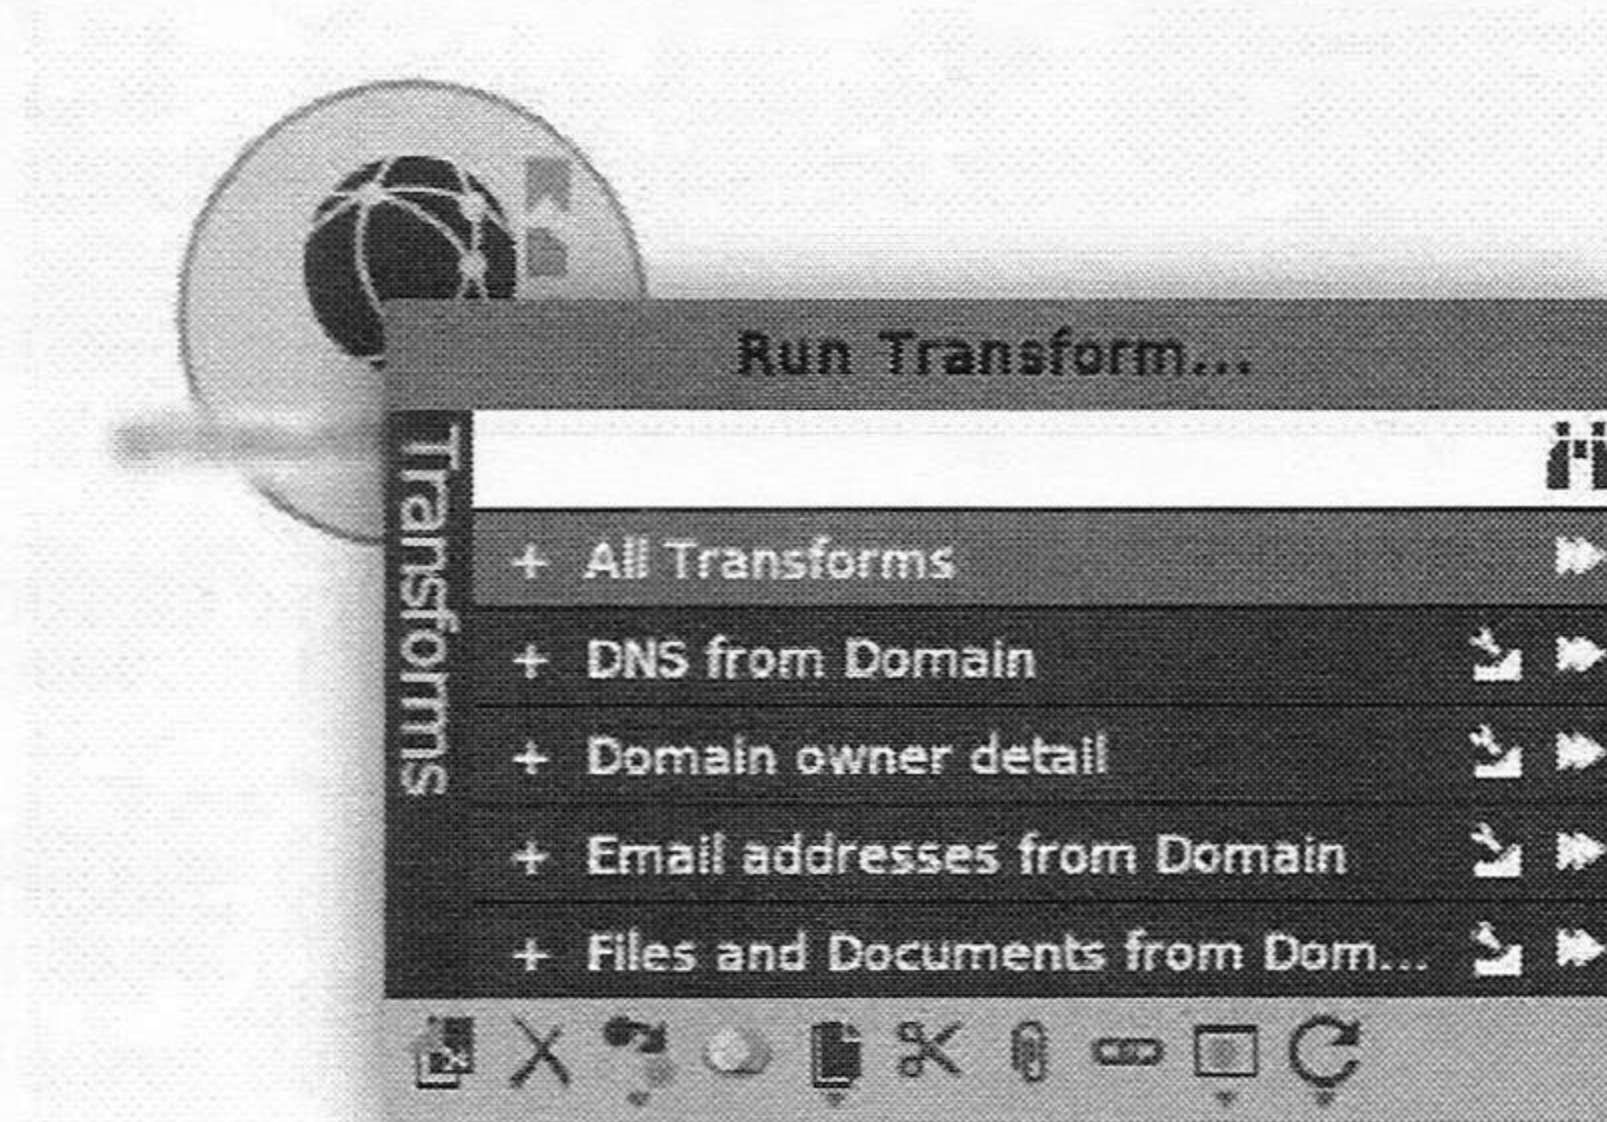 Run Transform...
Transforms
+ All Transforms
+ DNS from Domain
+ Domain owner detail
+ Email addresses from Domain
+ Files and Documents from Dom...